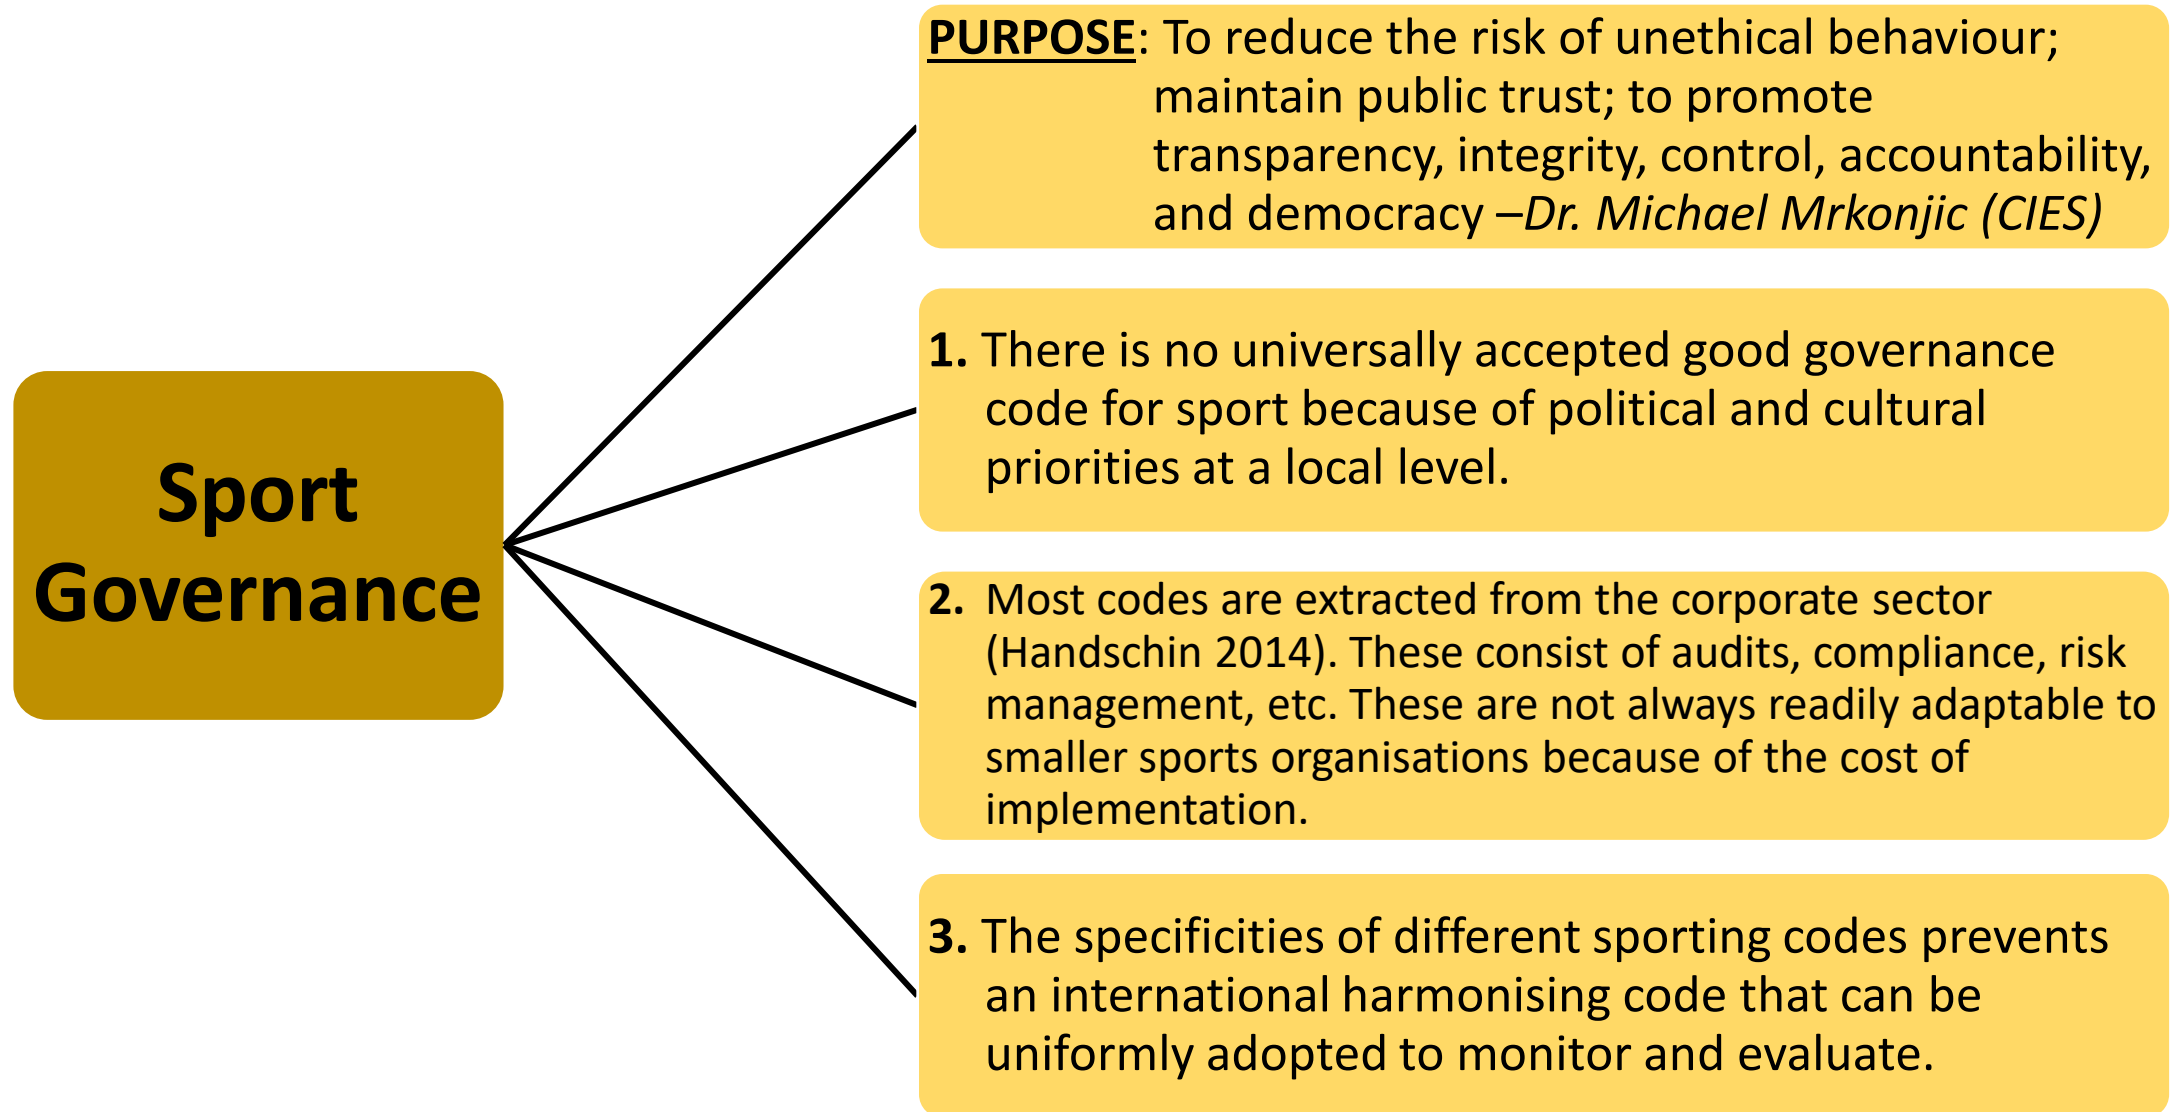 Sport
Governance
PURPOSE: To reduce the risk of unethical behaviour;
maintain public trust; to promote
transparency, integrity, control, accountability,
and democracy –Dr. Michael Mrkonjic (CIES)
1. There is no universally accepted good governance
code for sport because of political and cultural
priorities at a local level.
2. Most codes are extracted from the corporate sector
(Handschin 2014). These consist of audits, compliance, risk
management, etc. These are not always readily adaptable to
smaller sports organisations because of the cost of
implementation.
3. The specificities of different sporting codes prevents
an international harmonising code that can be
uniformly adopted to monitor and evaluate.